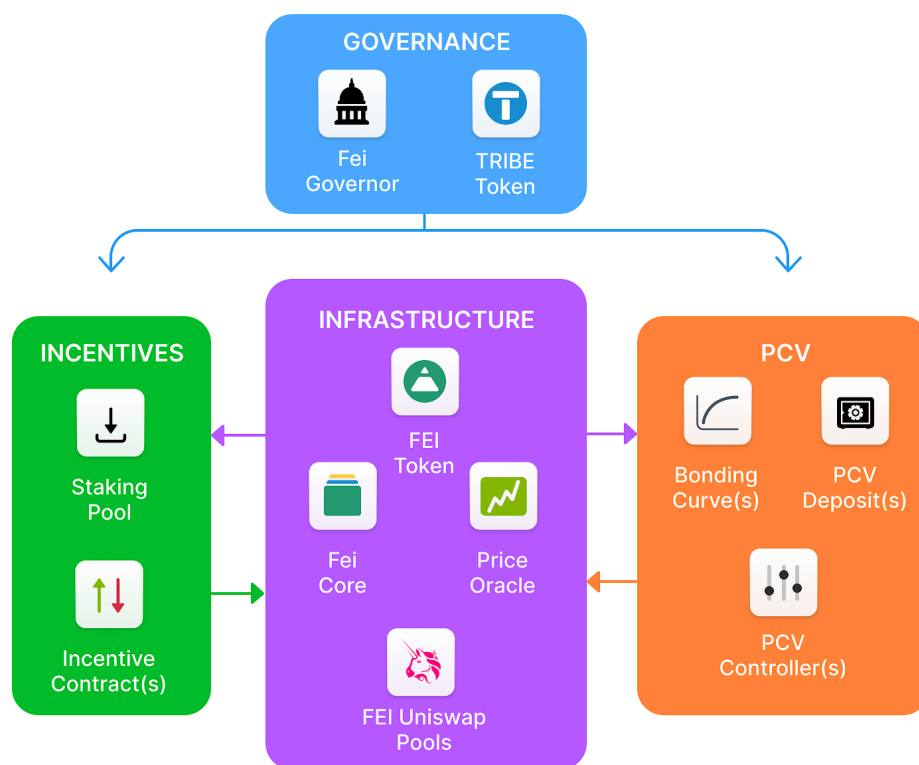 GOVERNANCE
Fei
Governor
TRIBE
Token
INCENTIVES
Staking
Pool
Incentive
Contract(s)
INFRASTRUCTURE
FEI
Token
Fei
Core
Price
Oracle
FEI Uniswap
Pools
PCV
Bonding
Curve(s)
PCV
Deposit(s)
PCV
Controller(s)